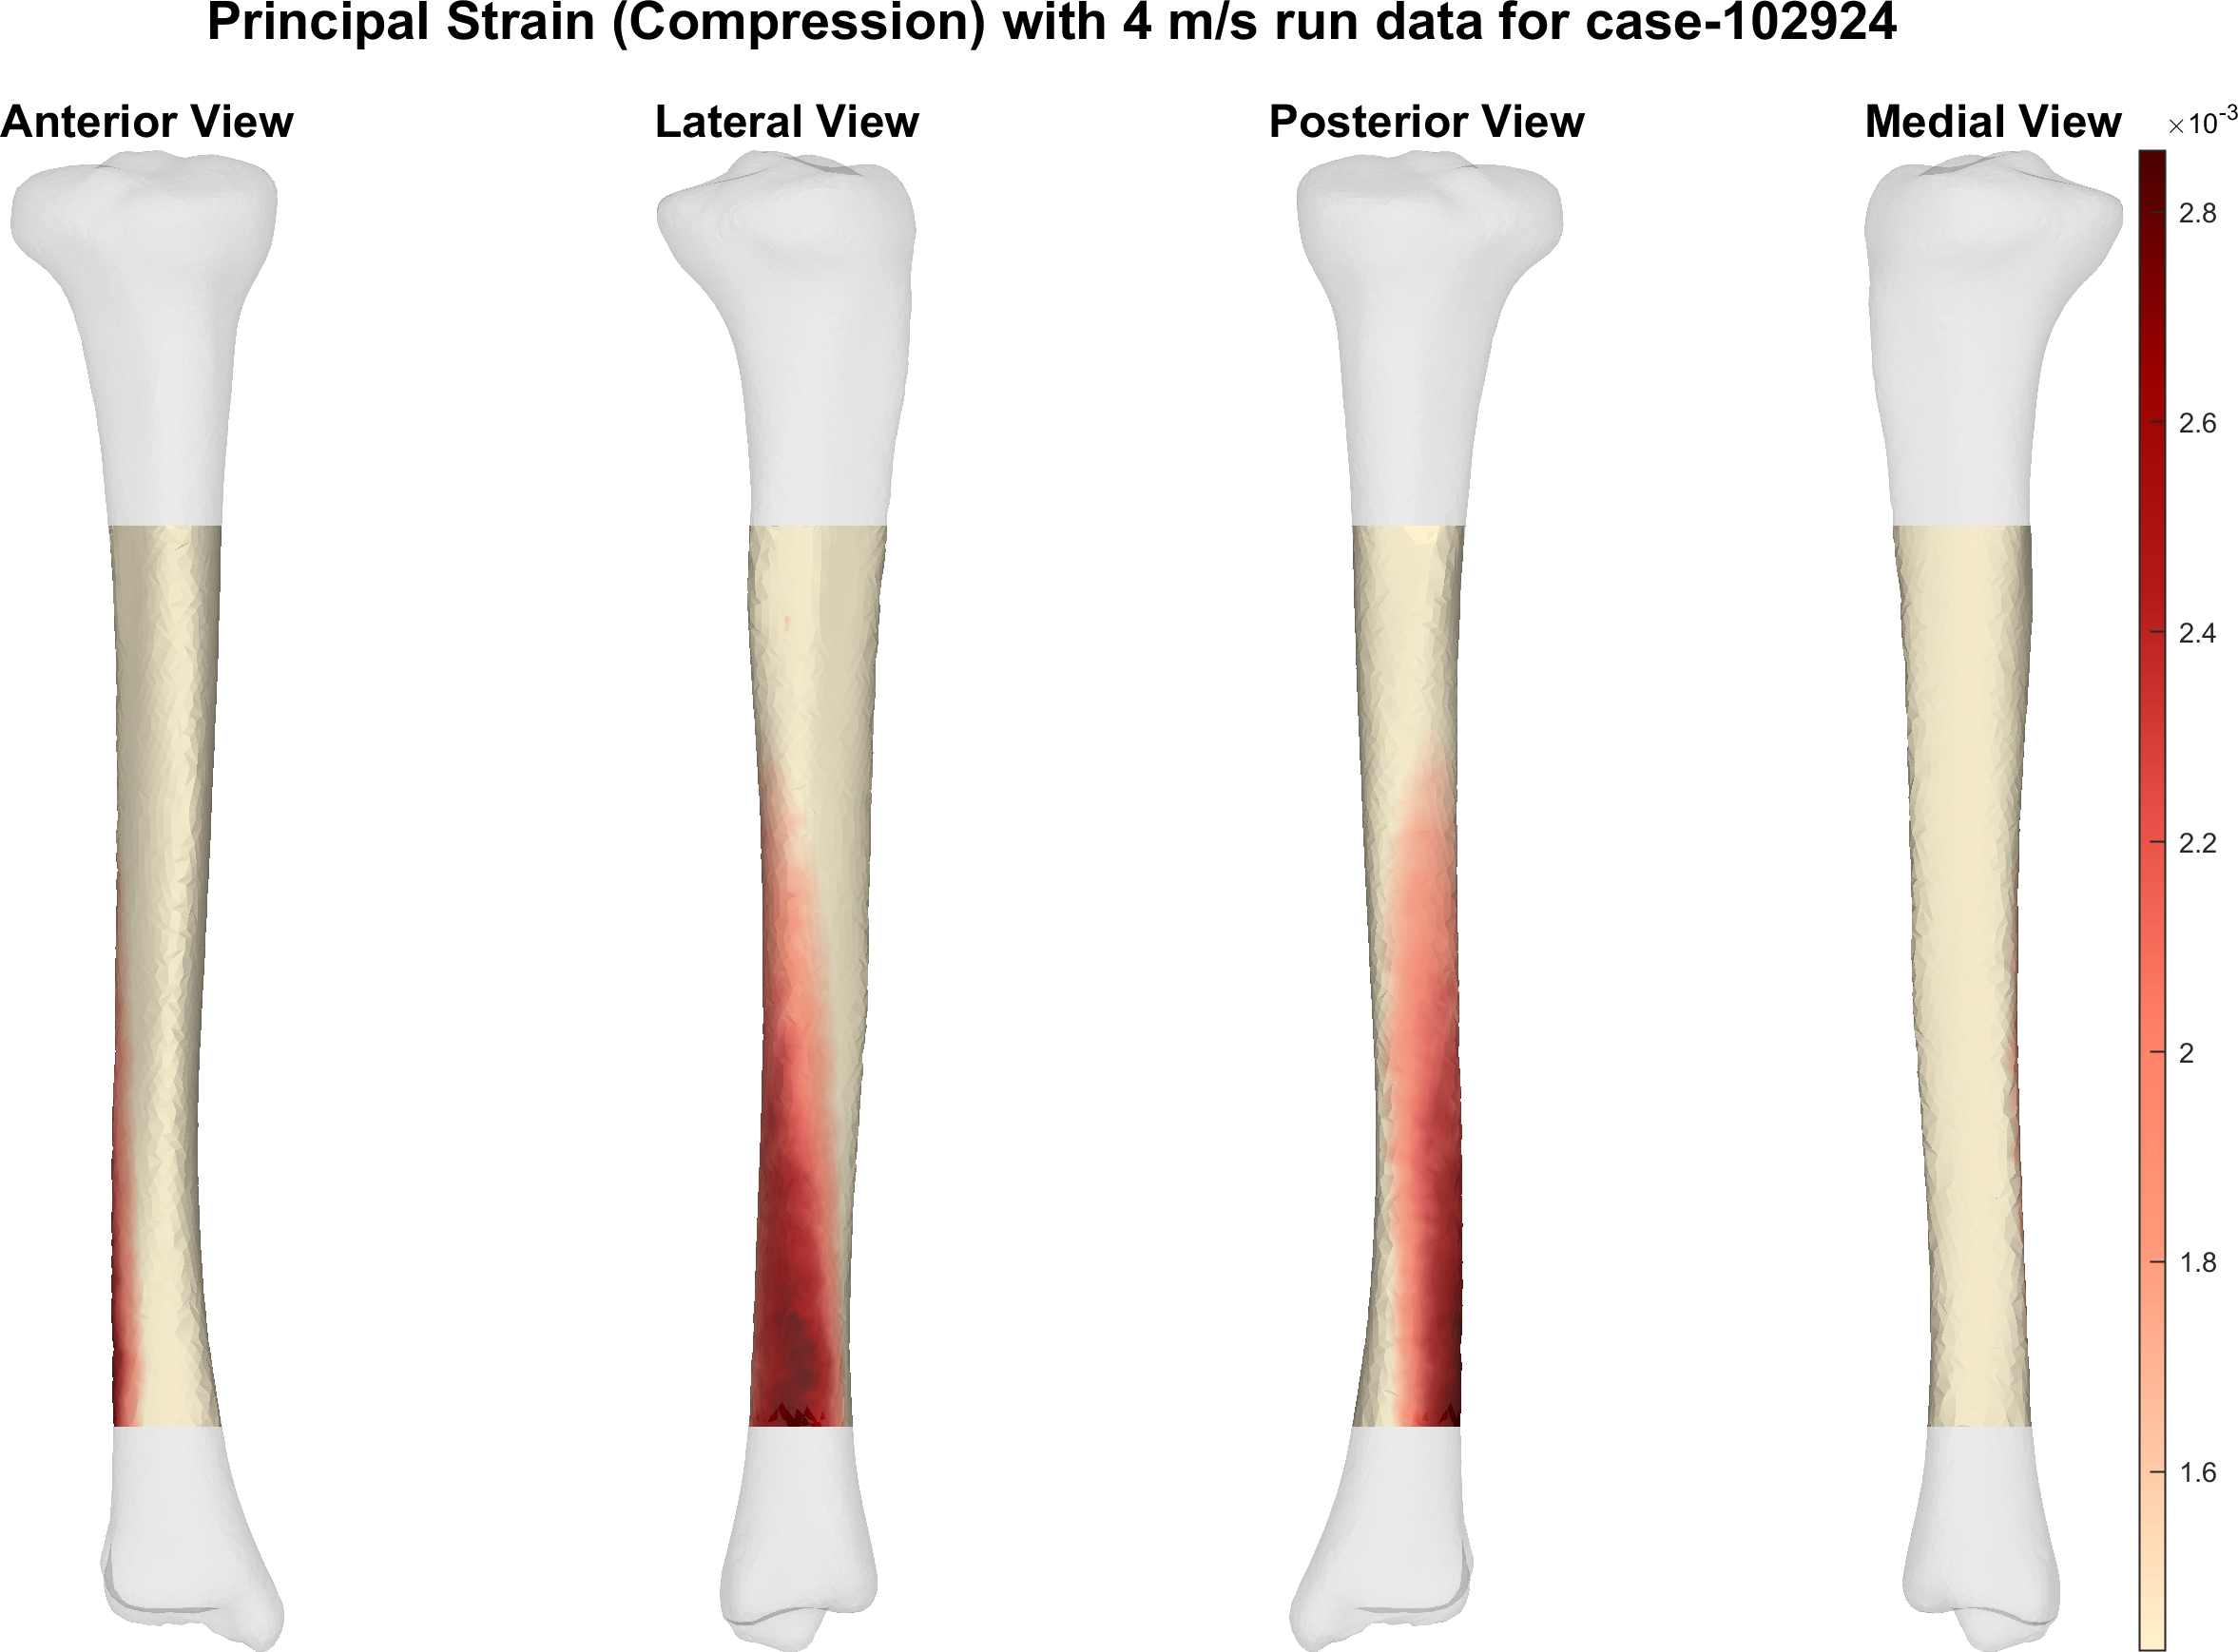 Principal Strain (Compression) with 4 m/s run data for case-102924
Anterior View
Lateral View
Posterior View
Medial View
×10-3
2.8
2.6
2.4
2.2
2
1.8
1.6